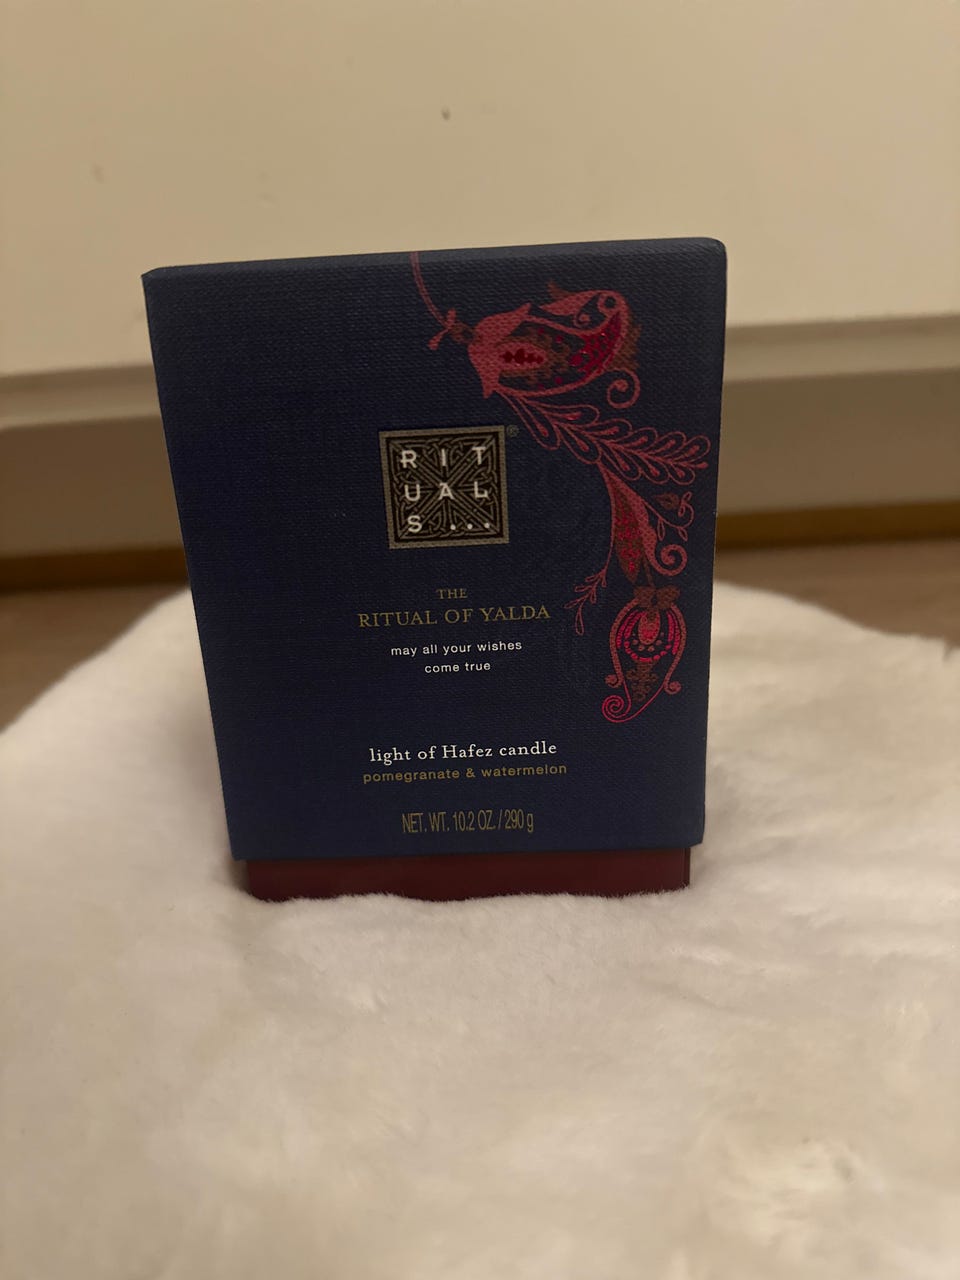 RIT
UAL
S...
®
THE
RITUAL OF YALDA
may all your wishes
come true
light of Hafez candle
pomegranate & watermelon
NET. WT. 10.2 OZ. / 290 g